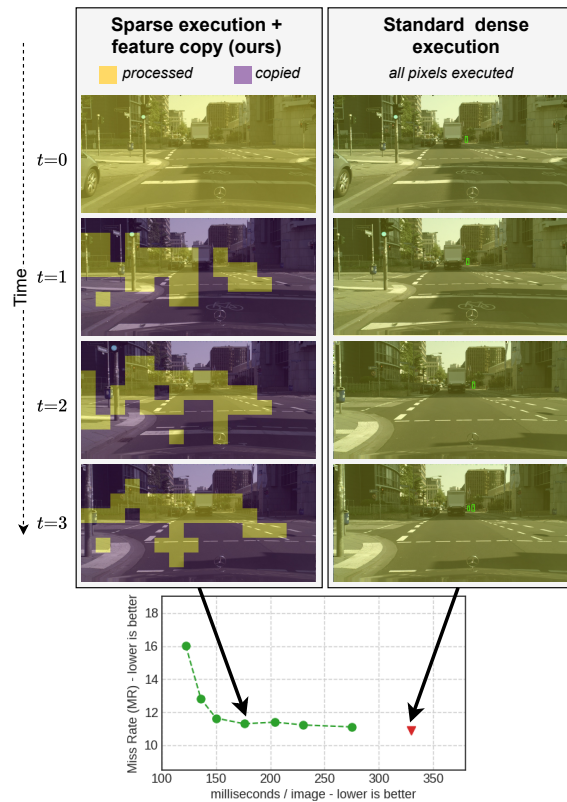 Sparse execution +
feature copy (ours)
processed
copied
Standard dense
execution
all pixels executed
Time
t=0
t=1
t=2
t=3
Miss Rate (MR) - lower is better
18
16
14
12
10
100
150
200
250
300
350
milliseconds / image - lower is better